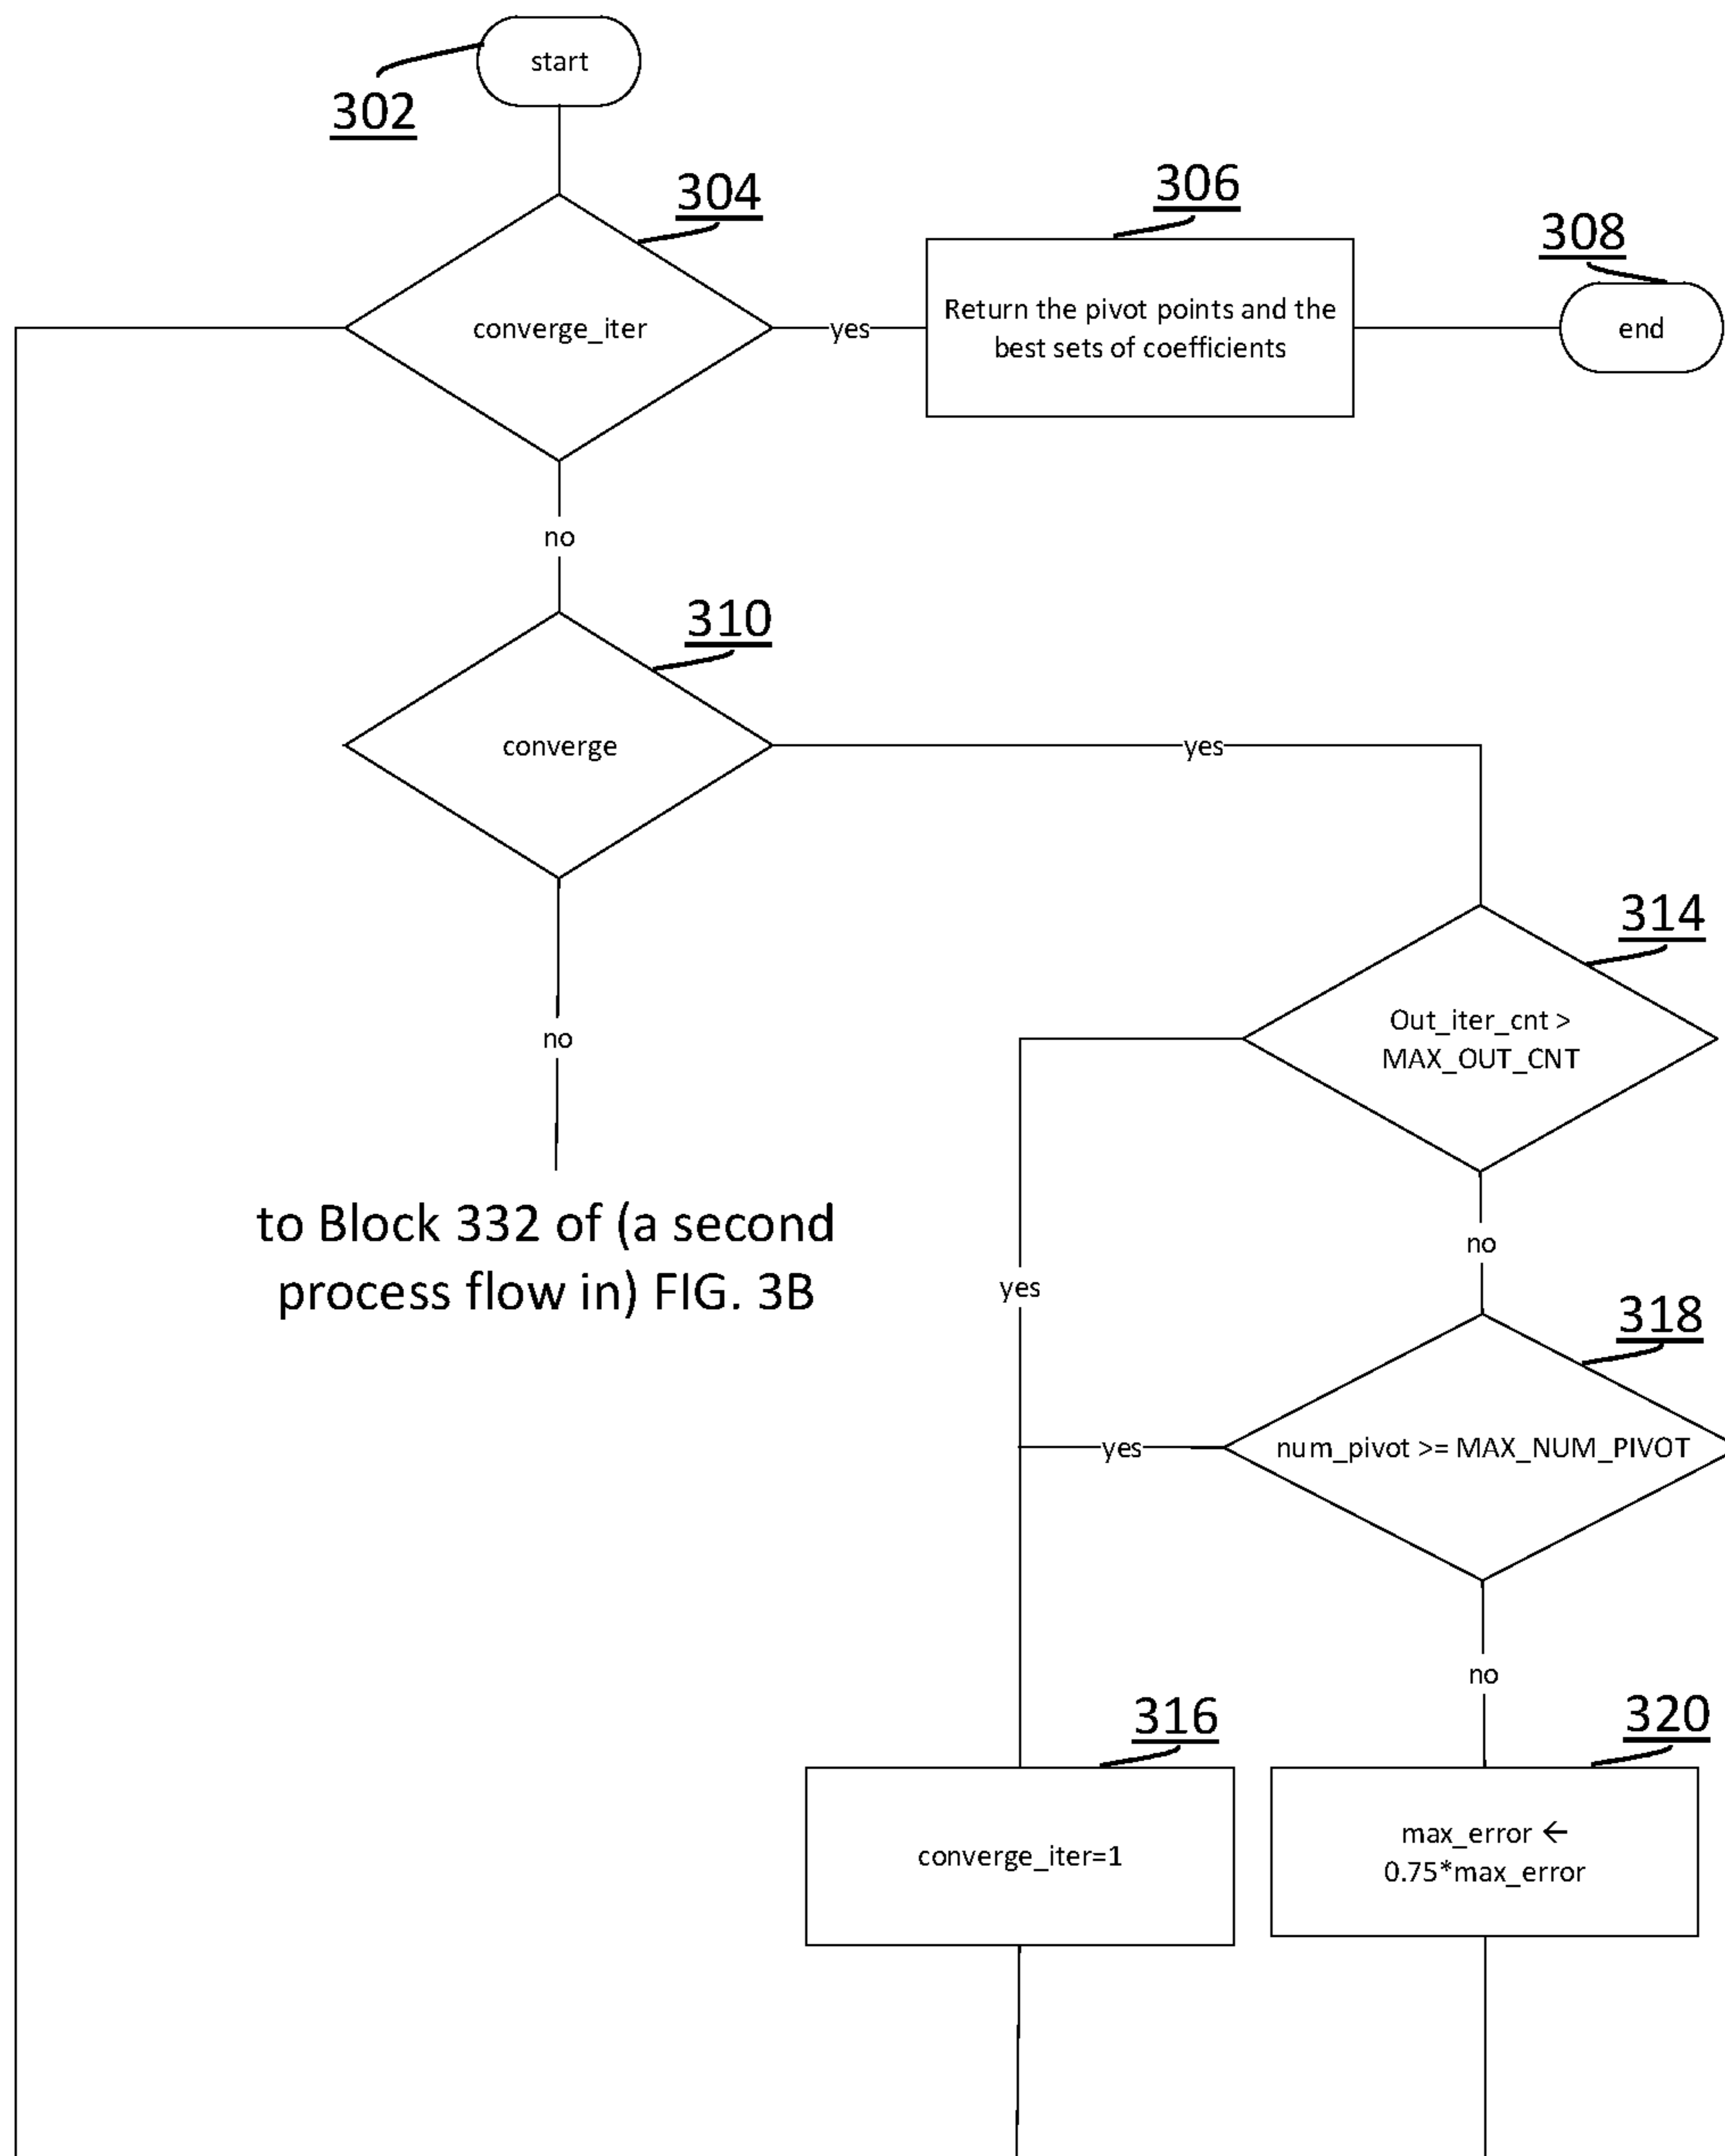 start
302
304
306
308
converge_iter
yes
Return the pivot points and the
best sets of coefficients
end
no
310
converge
yes
314
Out_iter_cnt >
MAX_OUT_CNT
no
to Block 332 of (a second
process flow in) FIG. 3B
no
yes
318
yes
num_pivot >= MAX_NUM_PIVOT
no
316
320
converge_iter=1
max_error ←
0.75*max_error